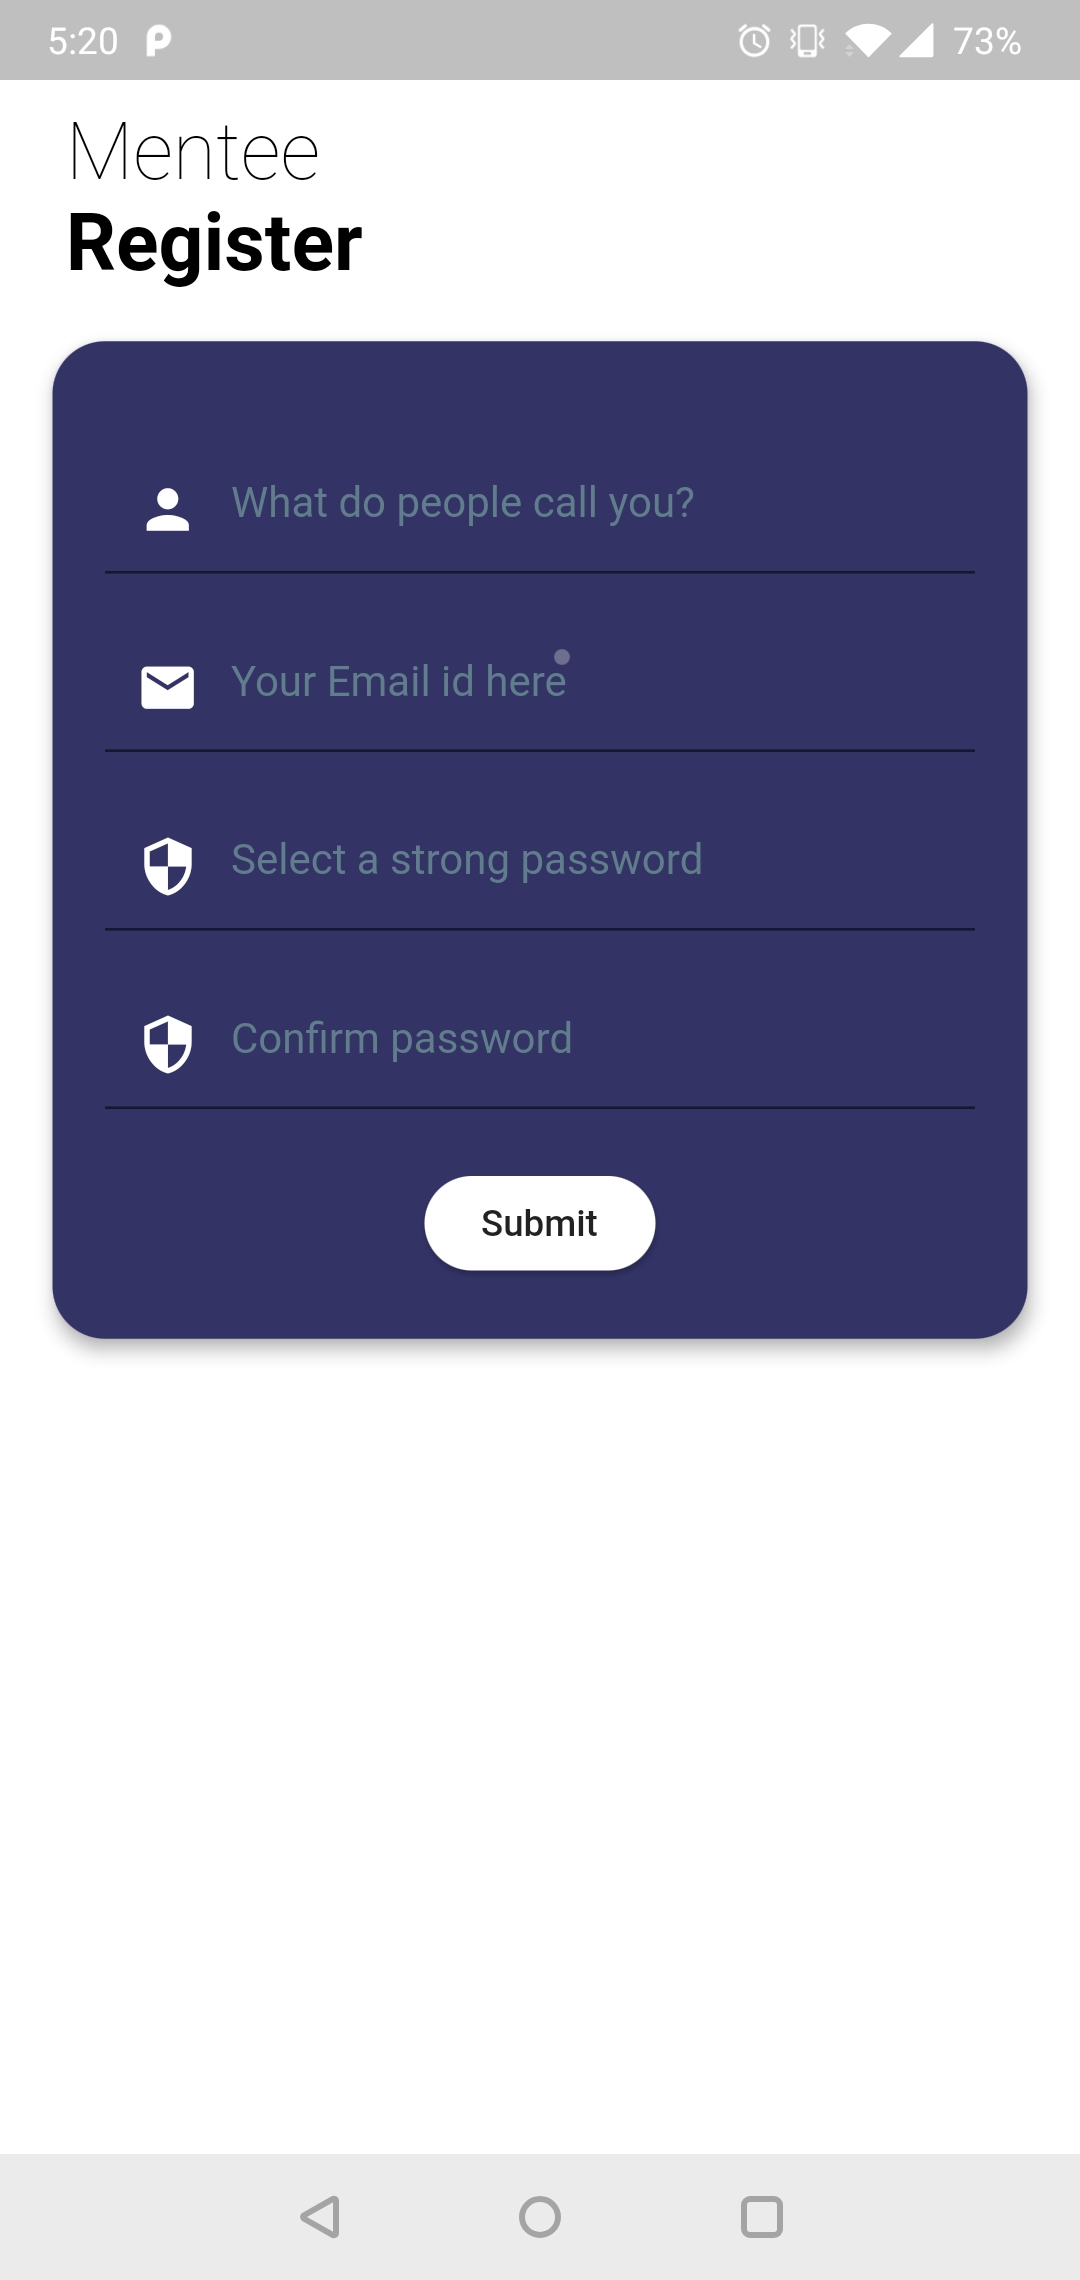 5:20 73%
Mentee
Register
What do people call you?
Your Email id here
Select a strong password
Confirm password
Submit